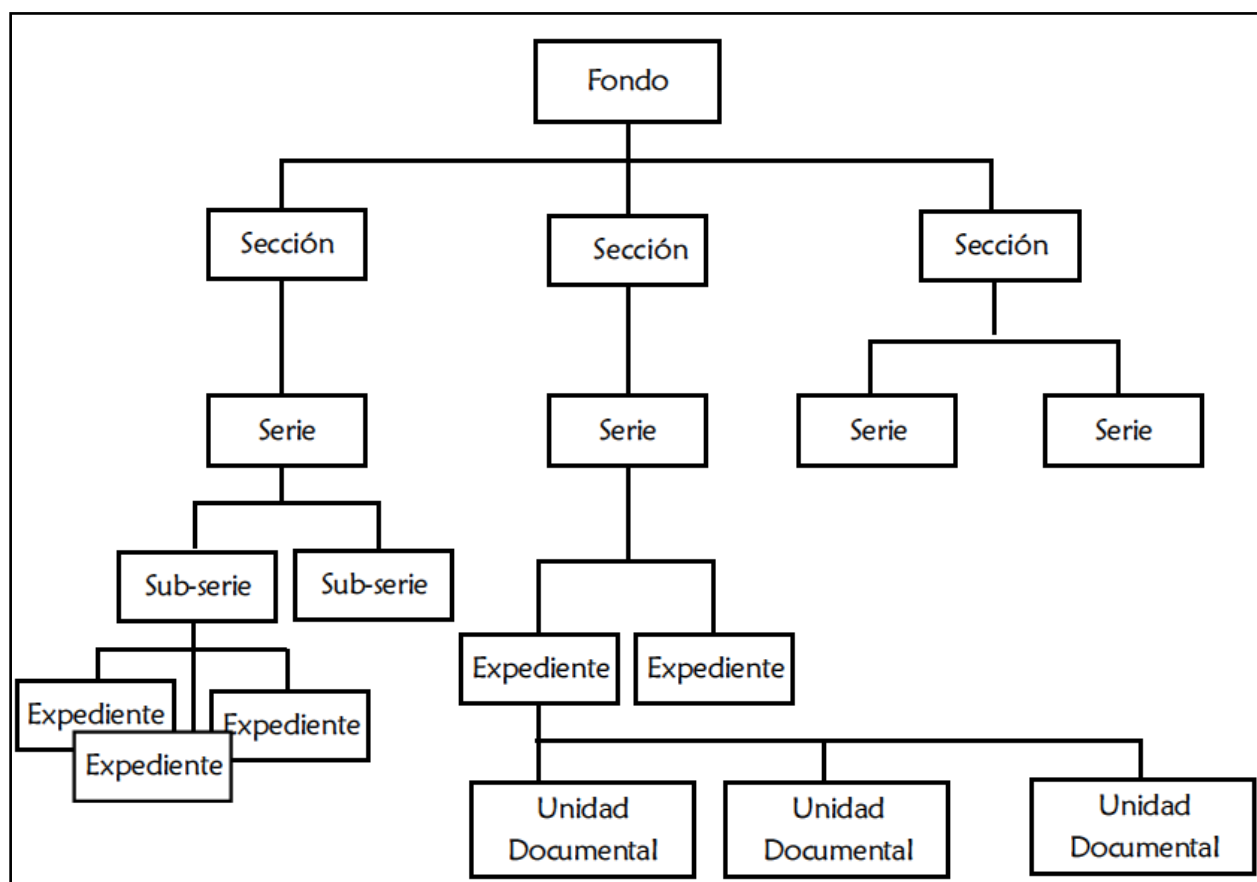 Fondo
Sección
Sección
Sección
Serie
Serie
Serie
Serie
Sub-serie
Sub-serie
Expediente
Expediente
Expediente
Expediente
Expediente
Unidad
Documental
Unidad
Documental
Unidad
Documental